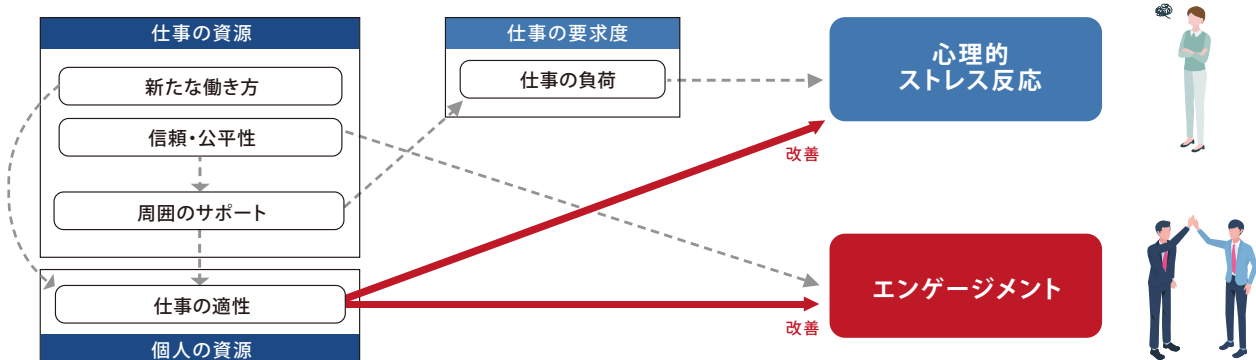 仕事の資源
新たな働き方
信頼・公平性
周囲のサポート
仕事の適性
個人の資源
仕事の要求度
仕事の負荷
心理的
ストレス反応
改善
エンゲージメント
改善